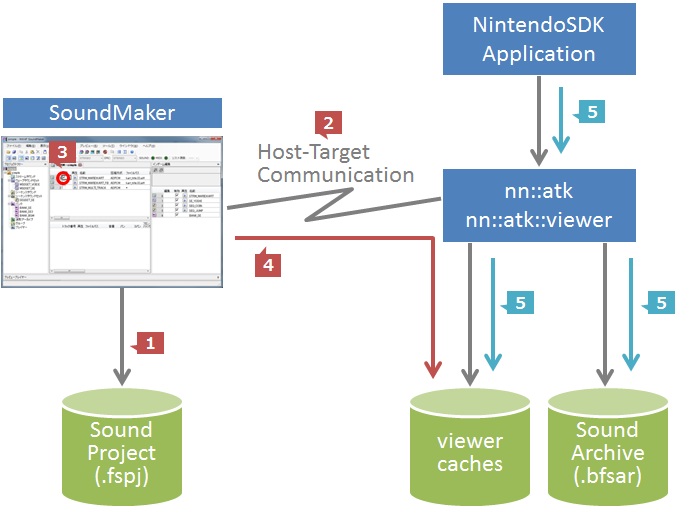 NintendoSDK
Application
5
SoundMaker
2
Host-Target
Communication
3
nn::atk
nn::atk::viewer
4
5
5
1
Sound
Project
(.fspj)
viewer
caches
Sound
Archive
(.bfsar)